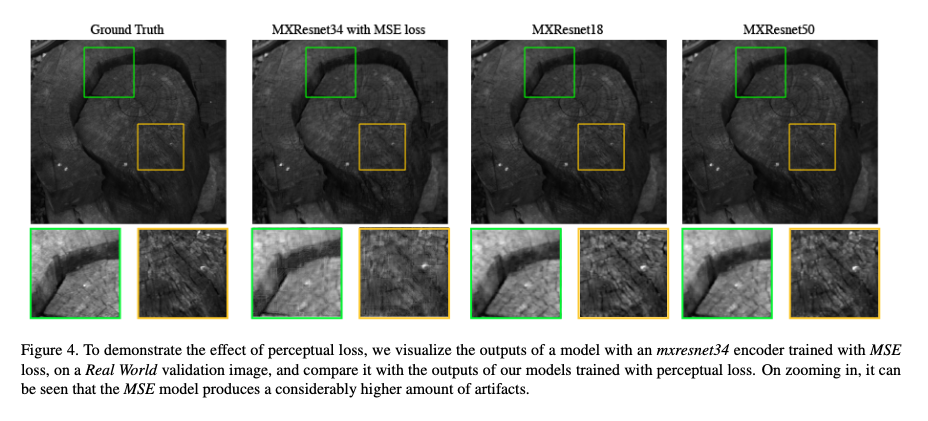 Ground Truth
MXResnet34 with MSE loss
MXResnet18
MXResnet50
Figure 4. To demonstrate the effect of perceptual loss, we visualize the outputs of a model with an mxresnet34 encoder trained with MSE
loss, on a Real World validation image, and compare it with the outputs of our models trained with perceptual loss. On zooming in, it can
be seen that the MSE model produces a considerably higher amount of artifacts.